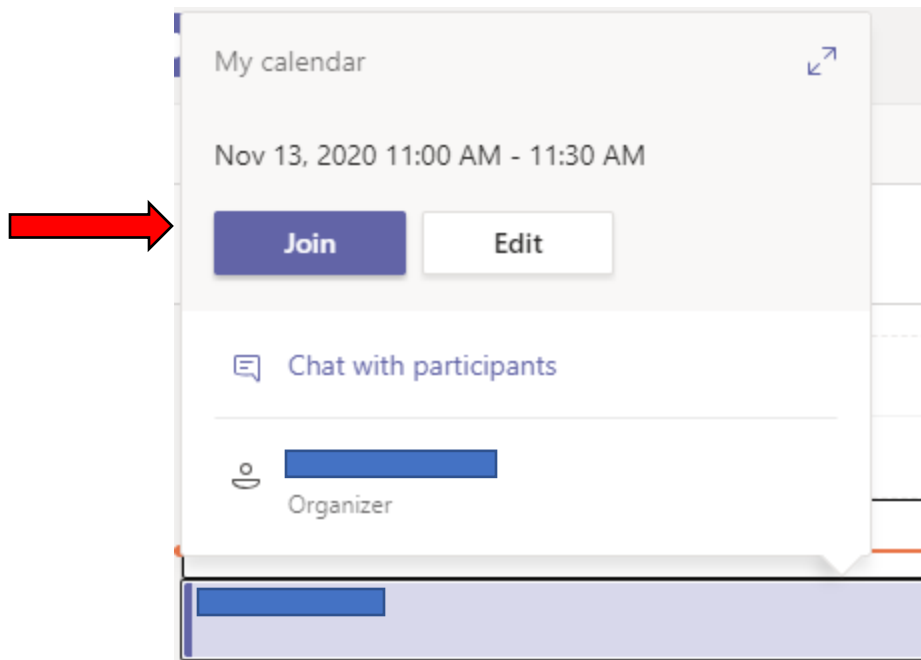 My calendar
Nov 13, 2020 11:00 AM - 11:30 AM
Join Edit
Chat with participants
Organizer